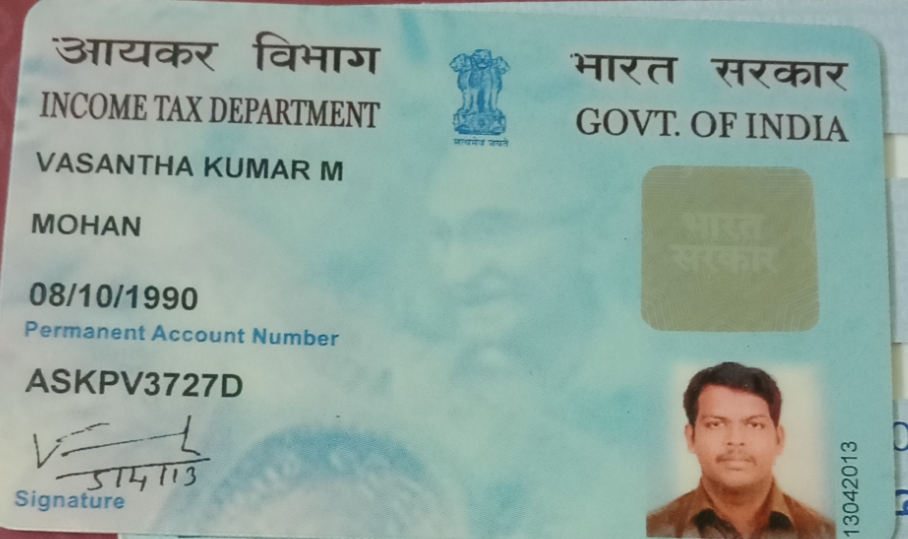 आयकर विभाग
भारत सरकार
INCOME TAX DEPARTMENT
GOVT. OF INDIA
सत्यमेव जयते
VASANTHA KUMAR M
MOHAN
भारत
सरकार
08/10/1990
Permanent Account Number
ASKPV3727D
5/4/13
Signature
13042013